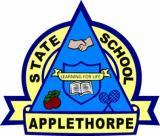 STATE SCHOOL
LEARNING FOR LIFE
APPLETHORPE